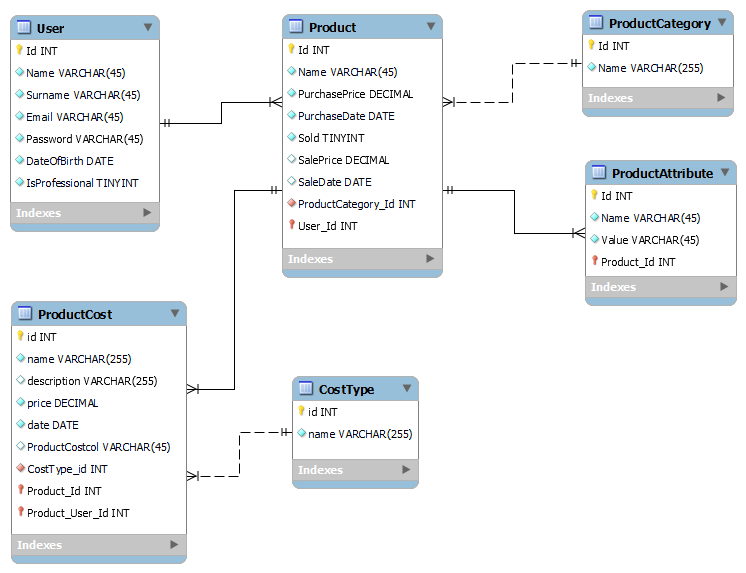 User
Id INT
Name VARCHAR(45)
Surname VARCHAR(45)
Email VARCHAR(45)
Password VARCHAR(45)
DateOfBirth DATE
IsProfessional TINYINT
Indexes
Product
Id INT
Name VARCHAR(45)
PurchasePrice DECIMAL
PurchaseDate DATE
Sold TINYINT
SalePrice DECIMAL
SaleDate DATE
ProductCategory_Id INT
User_Id INT
Indexes
ProductCategory
Id INT
Name VARCHAR(255)
Indexes
ProductAttribute
Id INT
Name VARCHAR(45)
Value VARCHAR(45)
Product_Id INT
Indexes
ProductCost
id INT
name VARCHAR(255)
description VARCHAR(255)
price DECIMAL
date DATE
ProductCostcol VARCHAR(45)
CostType_id INT
Product_Id INT
Product_User_Id INT
Indexes
CostType
id INT
name VARCHAR(255)
Indexes